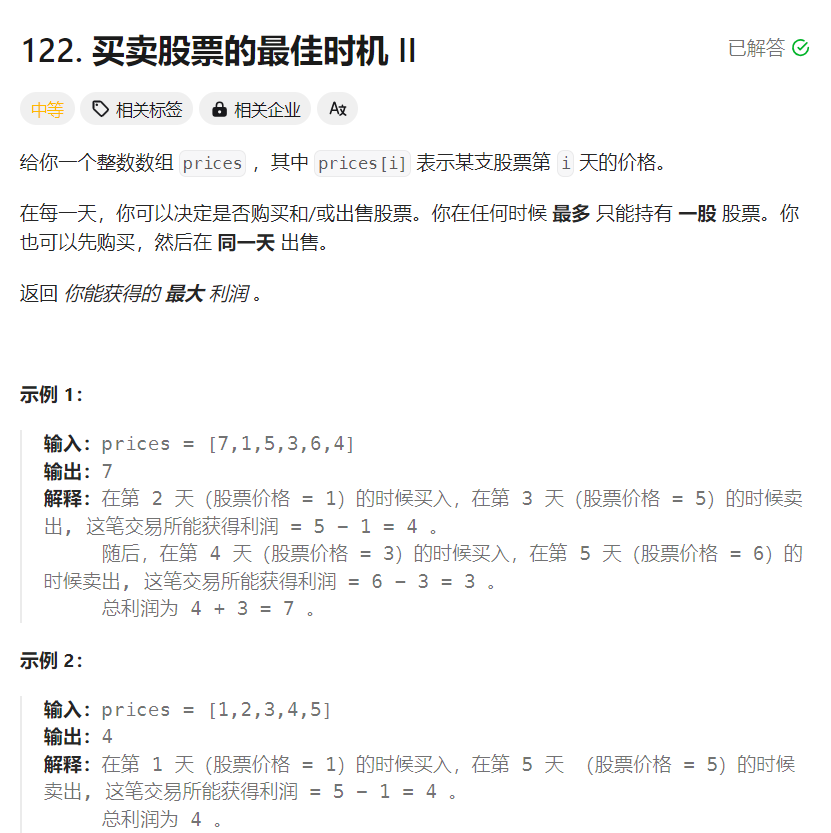 122. 买卖股票的最佳时机 II
已解答
中等 相关标签 相关企业
给你一个整数数组 prices ，其中 prices[i] 表示某支股票第 i 天的价格。
在每一天，你可以决定是否购买和/或出售股票。你在任何时候 最多 只能持有 一股 股票。你
也可以先购买，然后在 同一天 出售。
返回 你能获得的 最大 利润 。
示例 1：
输入：prices = [7,1,5,3,6,4]
输出：7
解释：在第 2 天（股票价格 = 1）的时候买入，在第 3 天（股票价格 = 5）的时候卖
出, 这笔交易所能获得利润 = 5 - 1 = 4 。
随后，在第 4 天（股票价格 = 3）的时候买入，在第 5 天（股票价格 = 6）的
时候卖出, 这笔交易所能获得利润 = 6 - 3 = 3 。
总利润为 4 + 3 = 7 。
示例 2：
输入：prices = [1,2,3,4,5]
输出：4
解释：在第 1 天（股票价格 = 1）的时候买入，在第 5 天 （股票价格 = 5）的时候
卖出, 这笔交易所能获得利润 = 5 - 1 = 4 。
总利润为 4 。